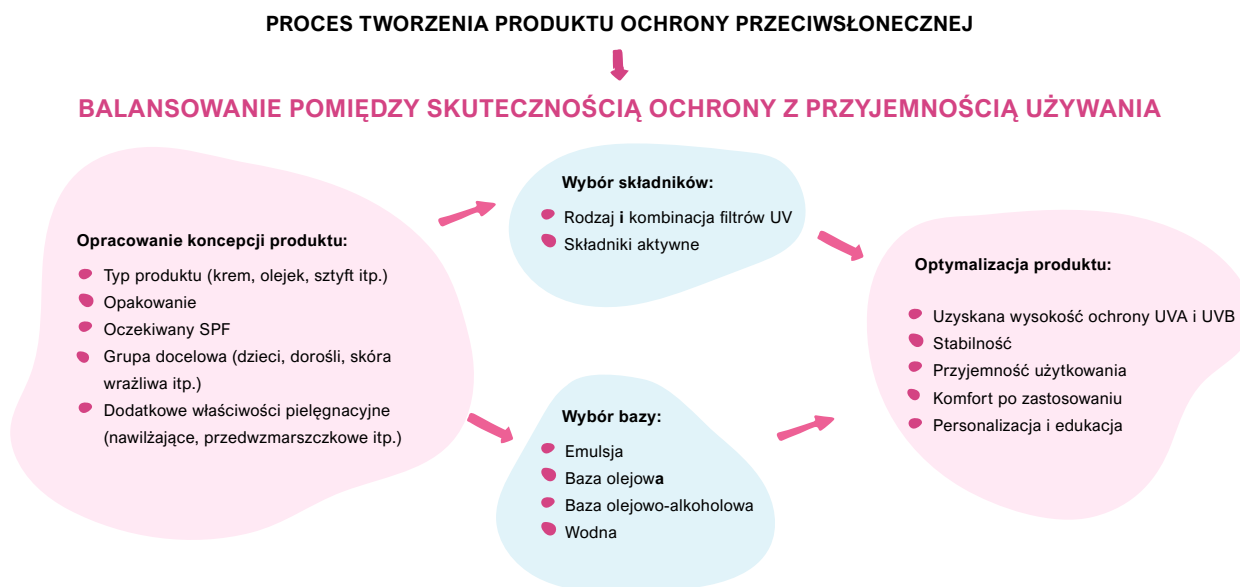 PROCES TWORZENIA PRODUKTU OCHRONY PRZECIWSŁONECZNEJ
BALANSOWANIE POMIĘDZY SKUTECZNOŚCIĄ OCHRONY Z PRZYJEMNOŚCIĄ UŻYWANIA
Opracowanie koncepcji produktu:
Typ produktu (krem, olejek, sztyft itp.)
Opakowanie
Oczekiwany SPF
Grupa docelowa (dzieci, dorośli, skóra
wrażliwa itp.)
Dodatkowe właściwości pielęgnacyjne
(nawilżające, przedwzmarszczkowe itp.)
Wybór składników:
Rodzaj i kombinacja filtrów UV
Składniki aktywne
Wybór bazy:
Emulsja
Baza olejowa
Baza olejowo-alkoholowa
Wodna
Optymalizacja produktu:
Uzyskana wysokość ochrony UVA i UVB
Stabilność
Przyjemność użytkowania
Komfort po zastosowaniu
Personalizacja i edukacja